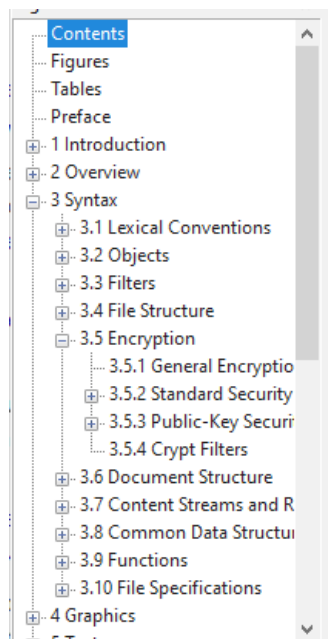 Contents
Figures
Tables
Preface
1 Introduction
2 Overview
3 Syntax
3.1 Lexical Conventions
3.2 Objects
3.3 Filters
3.4 File Structure
3.5 Encryption
3.5.1 General Encryptio
3.5.2 Standard Security
3.5.3 Public-Key Securi
3.5.4 Crypt Filters
3.6 Document Structure
3.7 Content Streams and R
3.8 Common Data Structu
3.9 Functions
3.10 File Specifications
4 Graphics